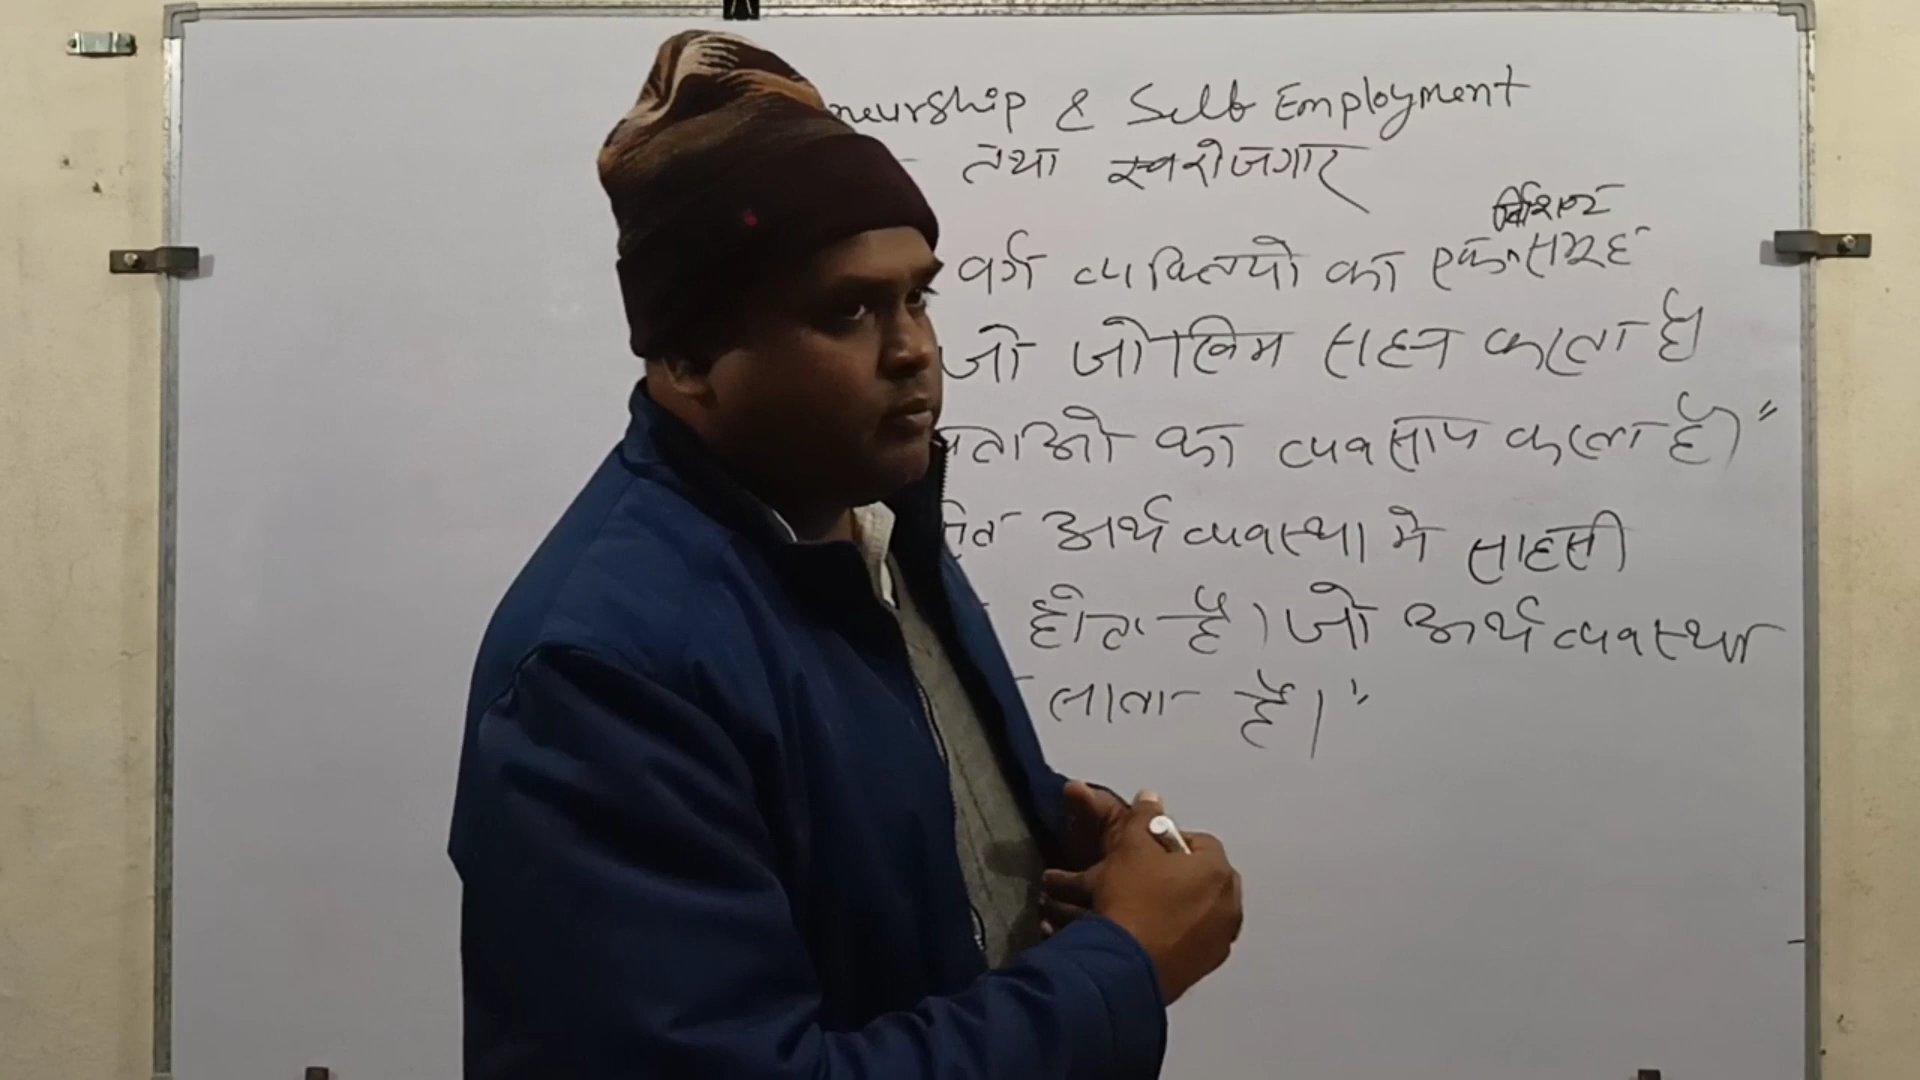 neurship & Self Employment
तथा स्वरोजगार
विशिष्ट
वर्ग व्यक्तियो का एक समूह
जो जोखिम सहन करता है
का व्यवसाय करता है।"
अर्थव्यवस्था मे साहसी
होता है। जो अर्थव्यवस्था
लाता है।"